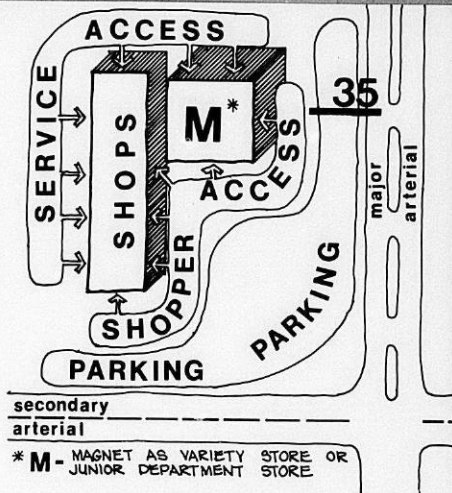 ACCESS
SERVICE
SHOPS
M*
35
ACCESS
SHOPPER
major
arterial
PARKING
PARKING
secondary
arterial
* M - MAGNET AS VARIETY STORE OR
JUNIOR DEPARTMENT STORE